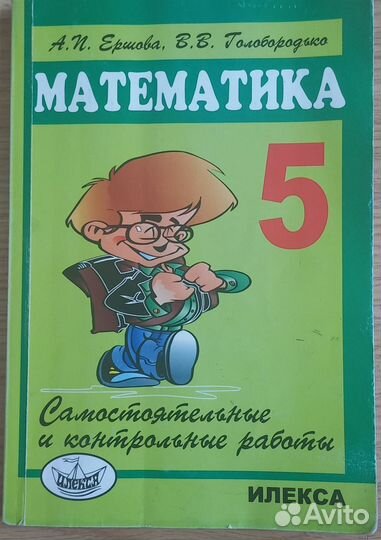 А.П. Ершова, В.В. Голобородько
МАТЕМАТИКА
5
Самостоятельные
и контрольные работы
ИЛЕКСА
ИЛЕКСА
Avito